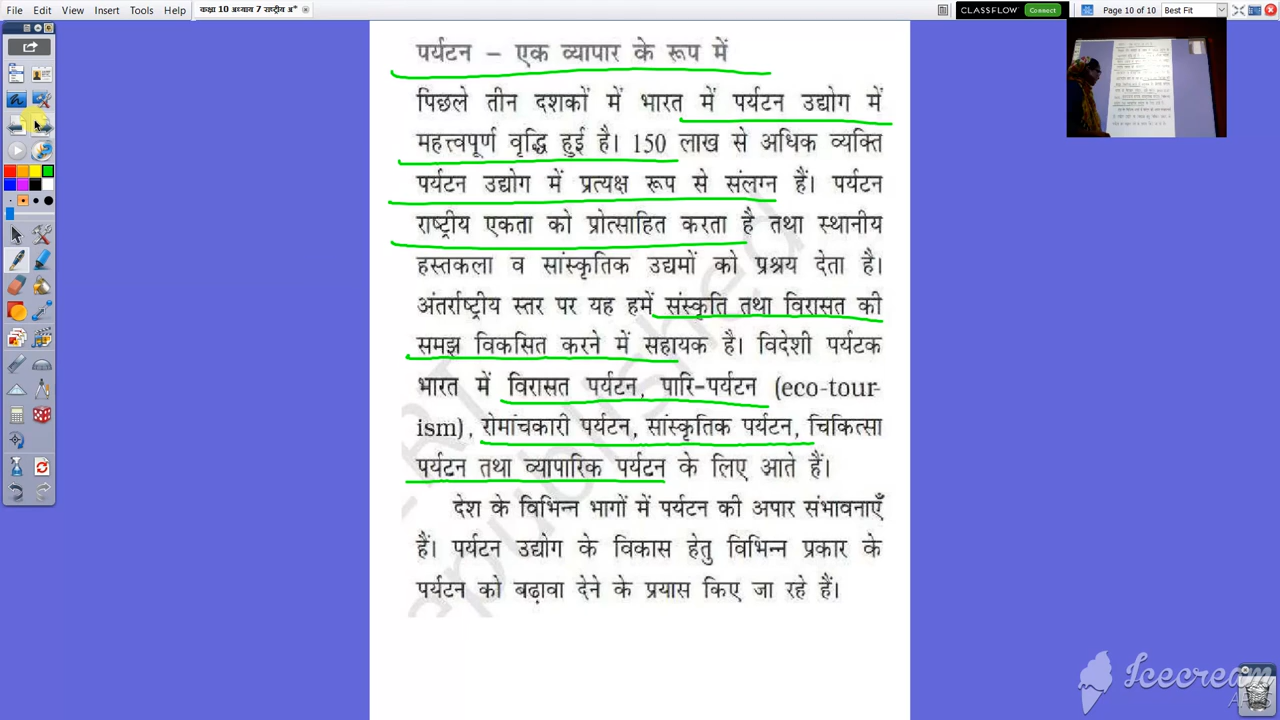 File Edit View Insert Tools Help
कक्षा 10 अध्याय 7 राष्ट्रीय अ*
CLASSFLOW Connect
Page 10 of 10 Best Fit
पर्यटन – एक व्यापार के रूप में
पिछले तीन दशकों में भारत में पर्यटन उद्योग में
महत्त्वपूर्ण वृद्धि हुई है। 150 लाख से अधिक व्यक्ति
पर्यटन उद्योग में प्रत्यक्ष रूप से संलग्न हैं। पर्यटन
राष्ट्रीय एकता को प्रोत्साहित करता है तथा स्थानीय
हस्तकला व सांस्कृतिक उद्यमों को प्रश्रय देता है।
अंतर्राष्ट्रीय स्तर पर यह हमें संस्कृति तथा विरासत की
समझ विकसित करने में सहायक है। विदेशी पर्यटक
भारत में विरासत पर्यटन, पारि-पर्यटन (eco-tour-
ism), रोमांचकारी पर्यटन, सांस्कृतिक पर्यटन, चिकित्सा
पर्यटन तथा व्यापारिक पर्यटन के लिए आते हैं।
देश के विभिन्न भागों में पर्यटन की अपार संभावनाएँ
हैं। पर्यटन उद्योग के विकास हेतु विभिन्न प्रकार के
पर्यटन को बढ़ावा देने के प्रयास किए जा रहे हैं।
published
Icecream